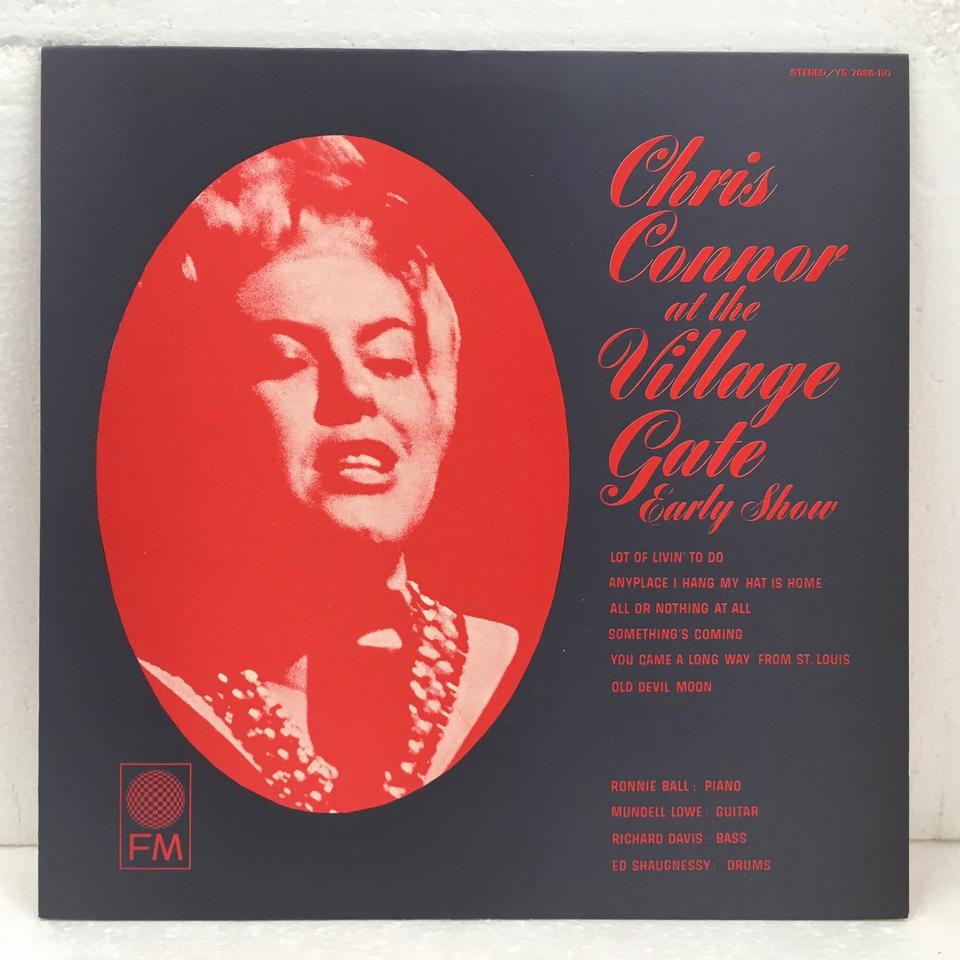 STEREO/YS-7086-RO
Chris
Connor
at the
Village
Gate
Early Show
LOT OF LIVIN' TO DO
ANYPLACE I HANG MY HAT IS HOME
ALL OR NOTHING AT ALL
SOMETHING'S COMING
YOU CAME A LONG WAY FROM ST. LOUIS
OLD DEVIL MOON
RONNIE BALL: PIANO
MUNDELL LOWE: GUITAR
RICHARD DAVIS: BASS
ED SHAUGNESSY: DRUMS
FM